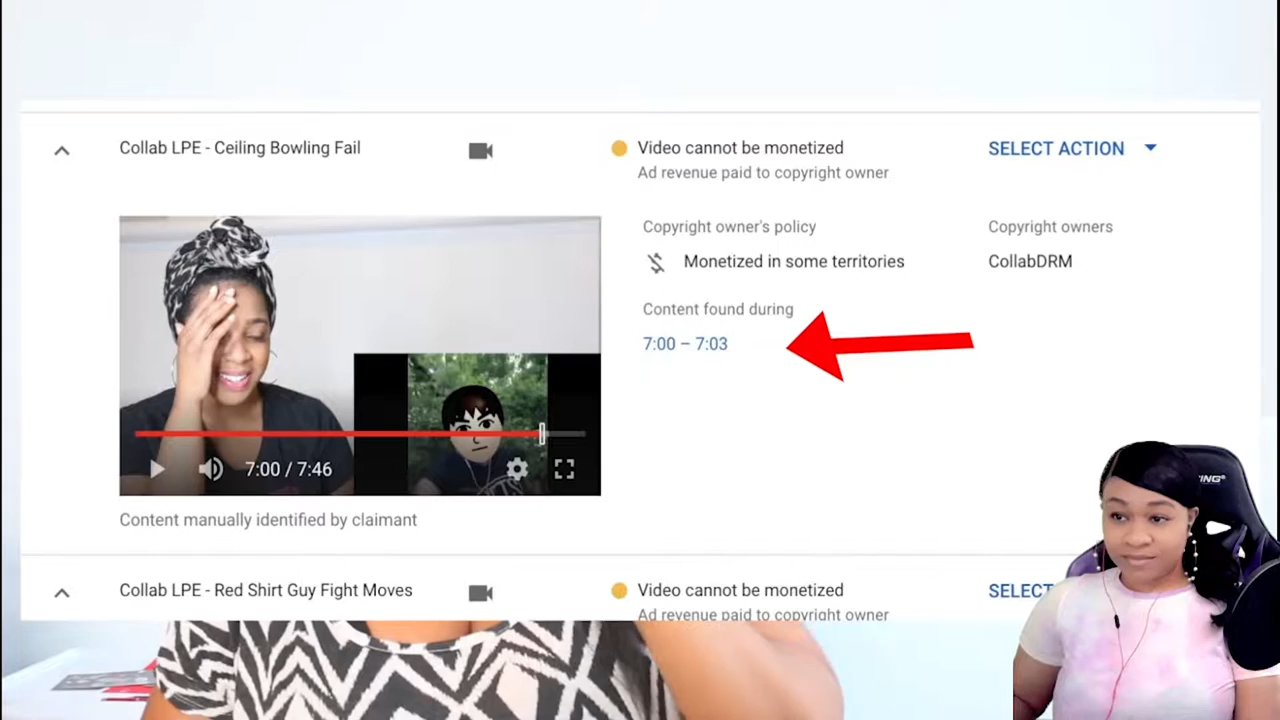 Collab LPE - Ceiling Bowling Fail
Video cannot be monetized
SELECT ACTION
Ad revenue paid to copyright owner
Copyright owner's policy
Copyright owners
Monetized in some territories
CollabDRM
Content found during
7:00 – 7:03
7:00 / 7:46
Content manually identified by claimant
Collab LPE - Red Shirt Guy Fight Moves
Video cannot be monetized
SELECT
Ad revenue paid to copyright owner